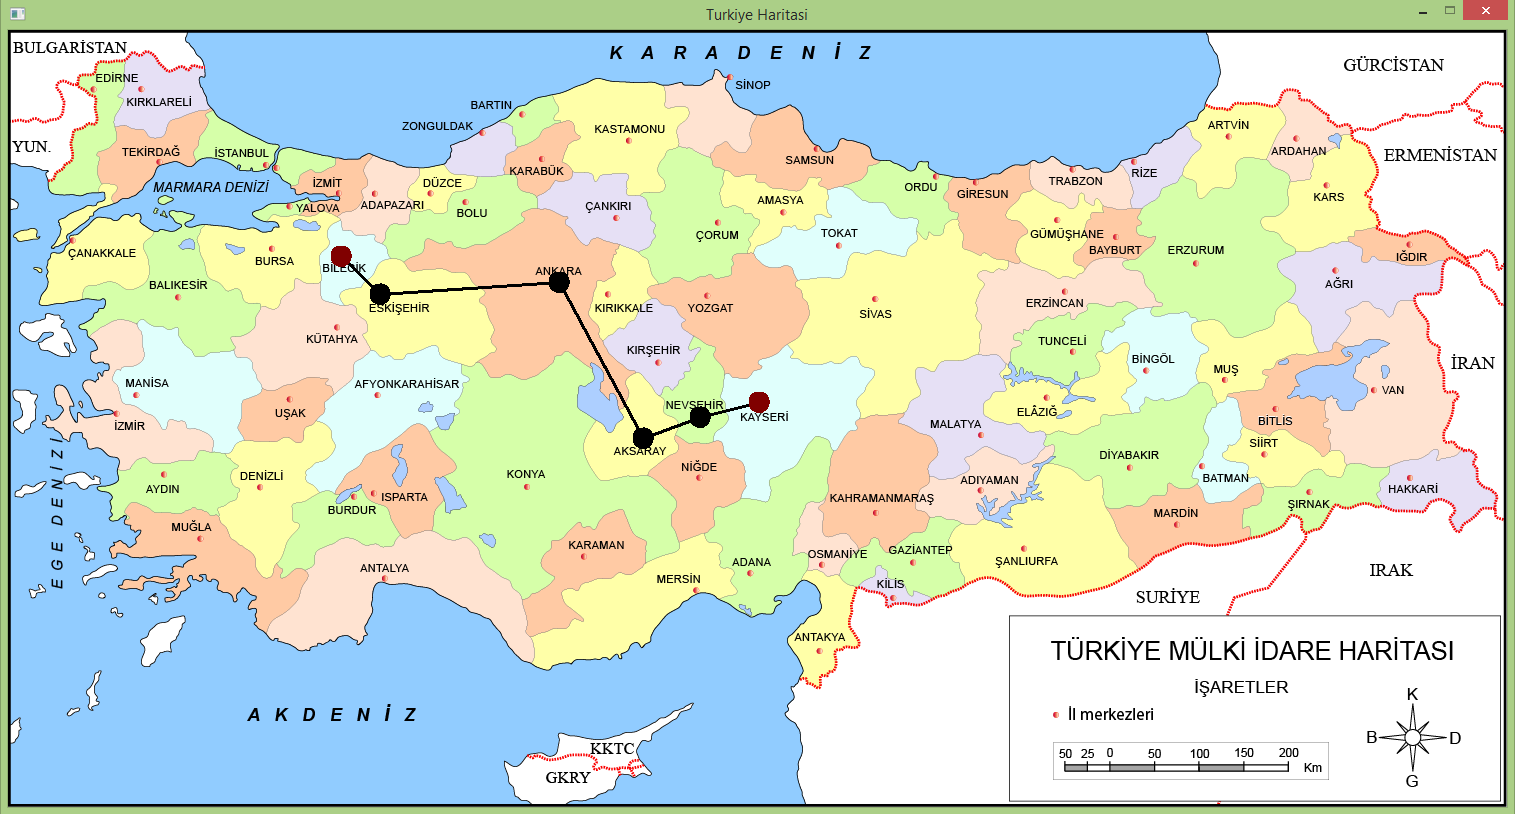 Turkiye Haritasi
BULGARİSTAN
KARADENİZ
GÜRCİSTAN
EDİRNE
KIRKLARELİ
SİNOP
BARTIN
ZONGULDAK
KASTAMONU
ARTVİN
YUN.
TEKİRDAĞ
İSTANBUL
KARABÜK
SAMSUN
ARDAHAN
ERMENİSTAN
MARMARA DENİZİ
İZMİT
DÜZCE
ORDU
GİRESUN
TRABZON
RİZE
YALOVA
ADAPAZARI
BOLU
ÇANKIRI
AMASYA
KARS
ÇORUM
TOKAT
GÜMÜŞHANE
BAYBURT
ERZURUM
ÇANAKKALE
BURSA
BİLECİK
ANKARA
IĞDIR
BALIKESİR
AĞRI
ESKİŞEHİR
KIRIKKALE
YOZGAT
SİVAS
ERZİNCAN
KÜTAHYA
KIRŞEHİR
TUNCELİ
BİNGÖL
MUŞ
İRAN
MANİSA
AFYONKARAHİSAR
VAN
UŞAK
NEVŞEHİR
KAYSERİ
ELÂZIĞ
BİTLİS
İZMİR
MALATYA
AKSARAY
SİİRT
EGE DENİZİ
DENİZLİ
KONYA
NİĞDE
DİYABAKIR
AYDIN
ISPARTA
KAHRAMANMARAŞ
ADIYAMAN
BATMAN
HAKKARİ
BURDUR
ŞIRNAK
MUĞLA
MARDİN
KARAMAN
OSMANİYE
GAZİANTEP
ANTALYA
MERSİN
ADANA
ŞANLIURFA
KİLİS
IRAK
SURİYE
ANTAKYA
TÜRKİYE MÜLKİ İDARE HARİTASI
İŞARETLER
İl merkezleri
AKDENİZ
K
B D
G
KKTC
GKRY
50 25 0 50 100 150 200
Km